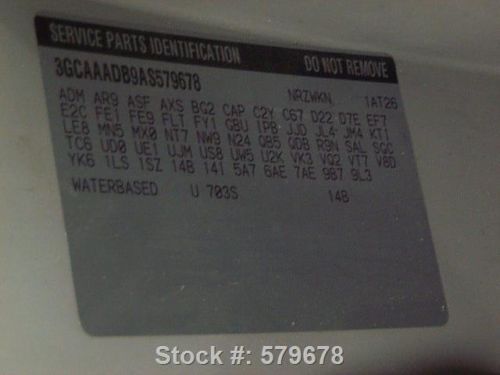 SERVICE PARTS IDENTIFICATION DO NOT REMOVE
3GCAAADB9AS579678 NRZWKN 1AT26
ADM AR9 ASF AXS BG2 CAP C2Y C67 D22 D7E EF7
E2C FE1 FE9 FLT FY1 GBU IPB JJD JL4 JM4 KT1
LE8 MN5 MX0 NT7 NW9 N24 QB5 QDB R9N SAL SQC
TC6 UD0 UE1 UJM US8 UW5 U2K VK3 VQ2 VT7 V8D
YK6 1LS 1SZ 14B 14I 5A7 6AE 7AE 9B7 9L3
WATERBASED U 703S 14B
Stock #: 579678